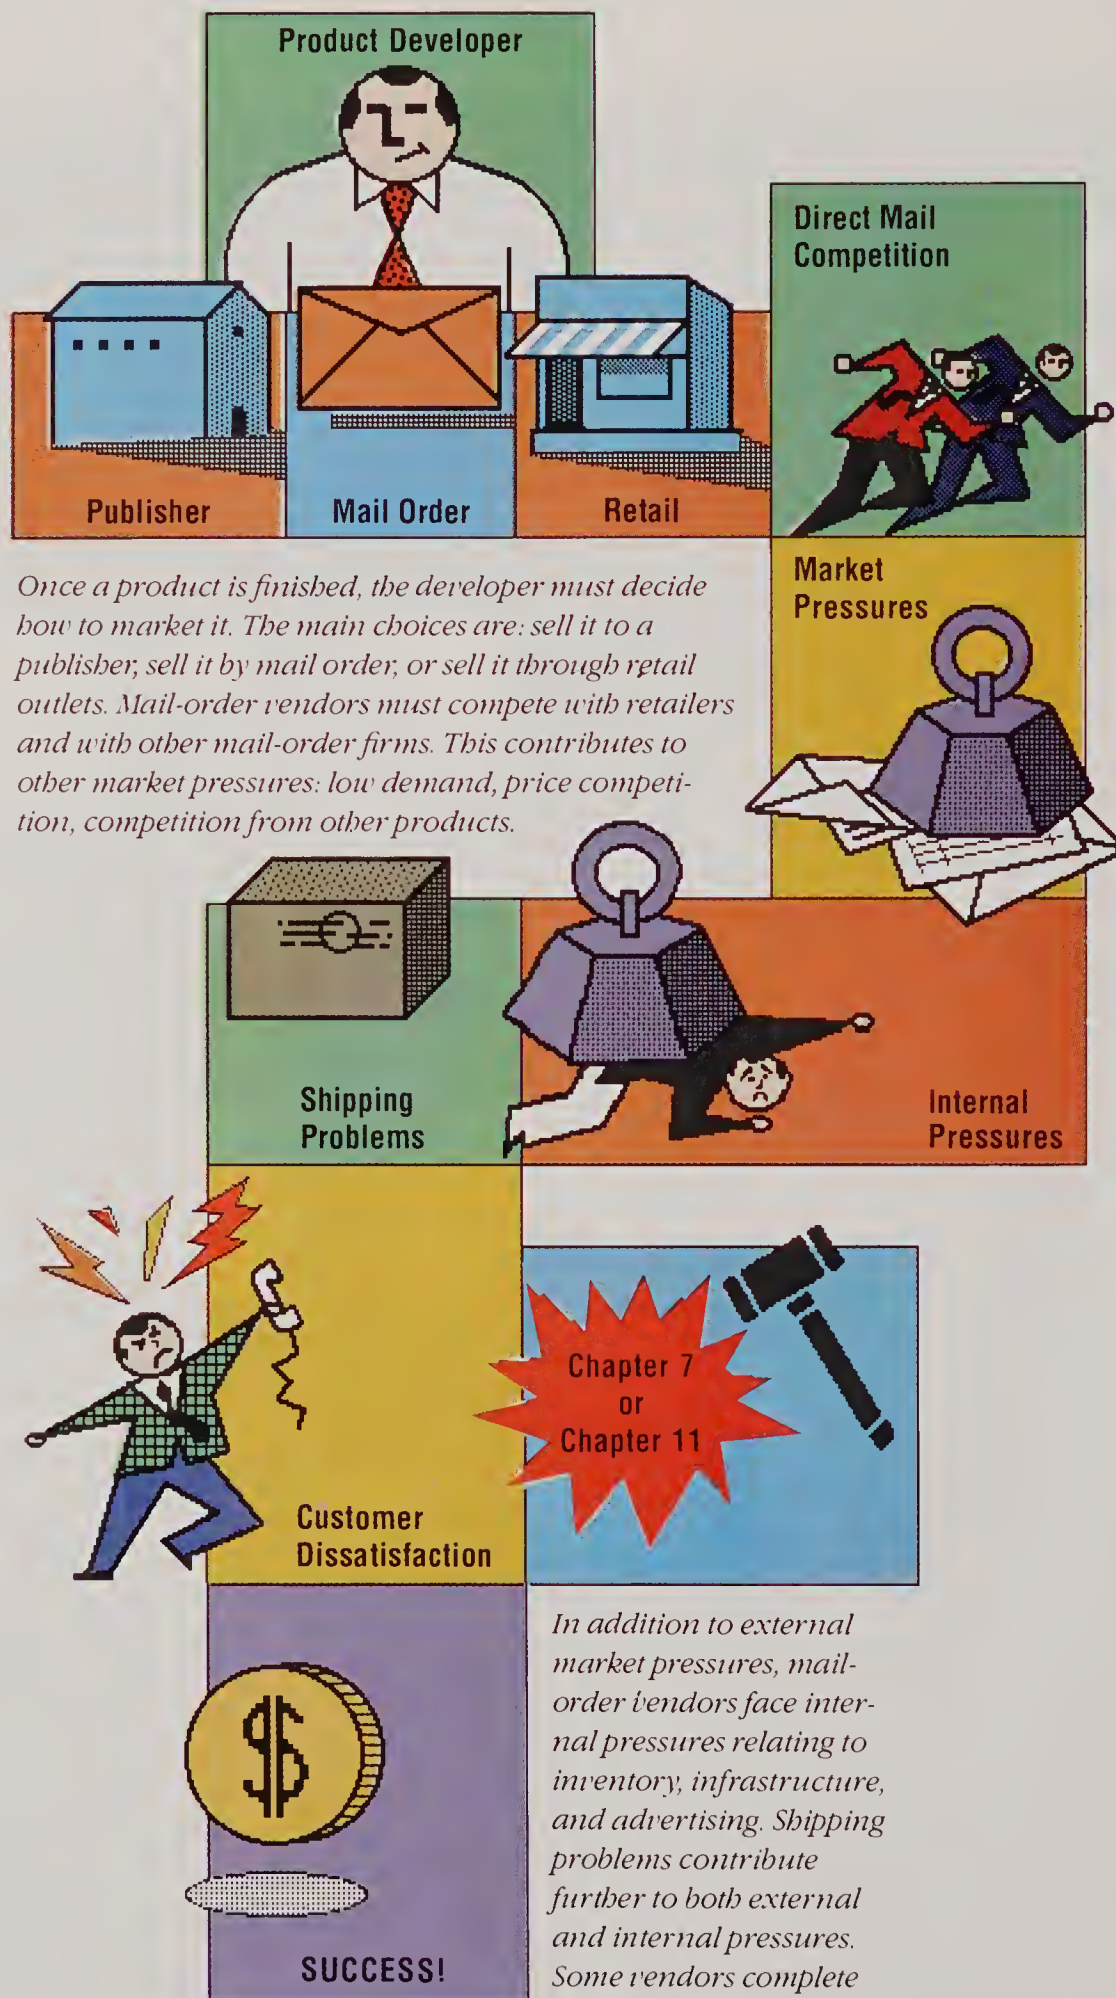 Product Developer
Direct Mail
Competition
Publisher
Mail Order
Retail
Once a product is finished, the developer must decide
how to market it. The main choices are: sell it to a
publisher, sell it by mail order, or sell it through retail
outlets. Mail-order vendors must compete with retailers
and with other mail-order firms. This contributes to
other market pressures: low demand, price competi-
tion, competition from other products.
Market
Pressures
Shipping
Problems
Internal
Pressures
Chapter 7
or
Chapter 11
Customer
Dissatisfaction
In addition to external
market pressures, mail-
order vendors face inter-
nal pressures relating to
inventory, infrastructure,
and advertising. Shipping
problems contribute
further to both external
and internal pressures.
Some vendors complete
$
SUCCESS!